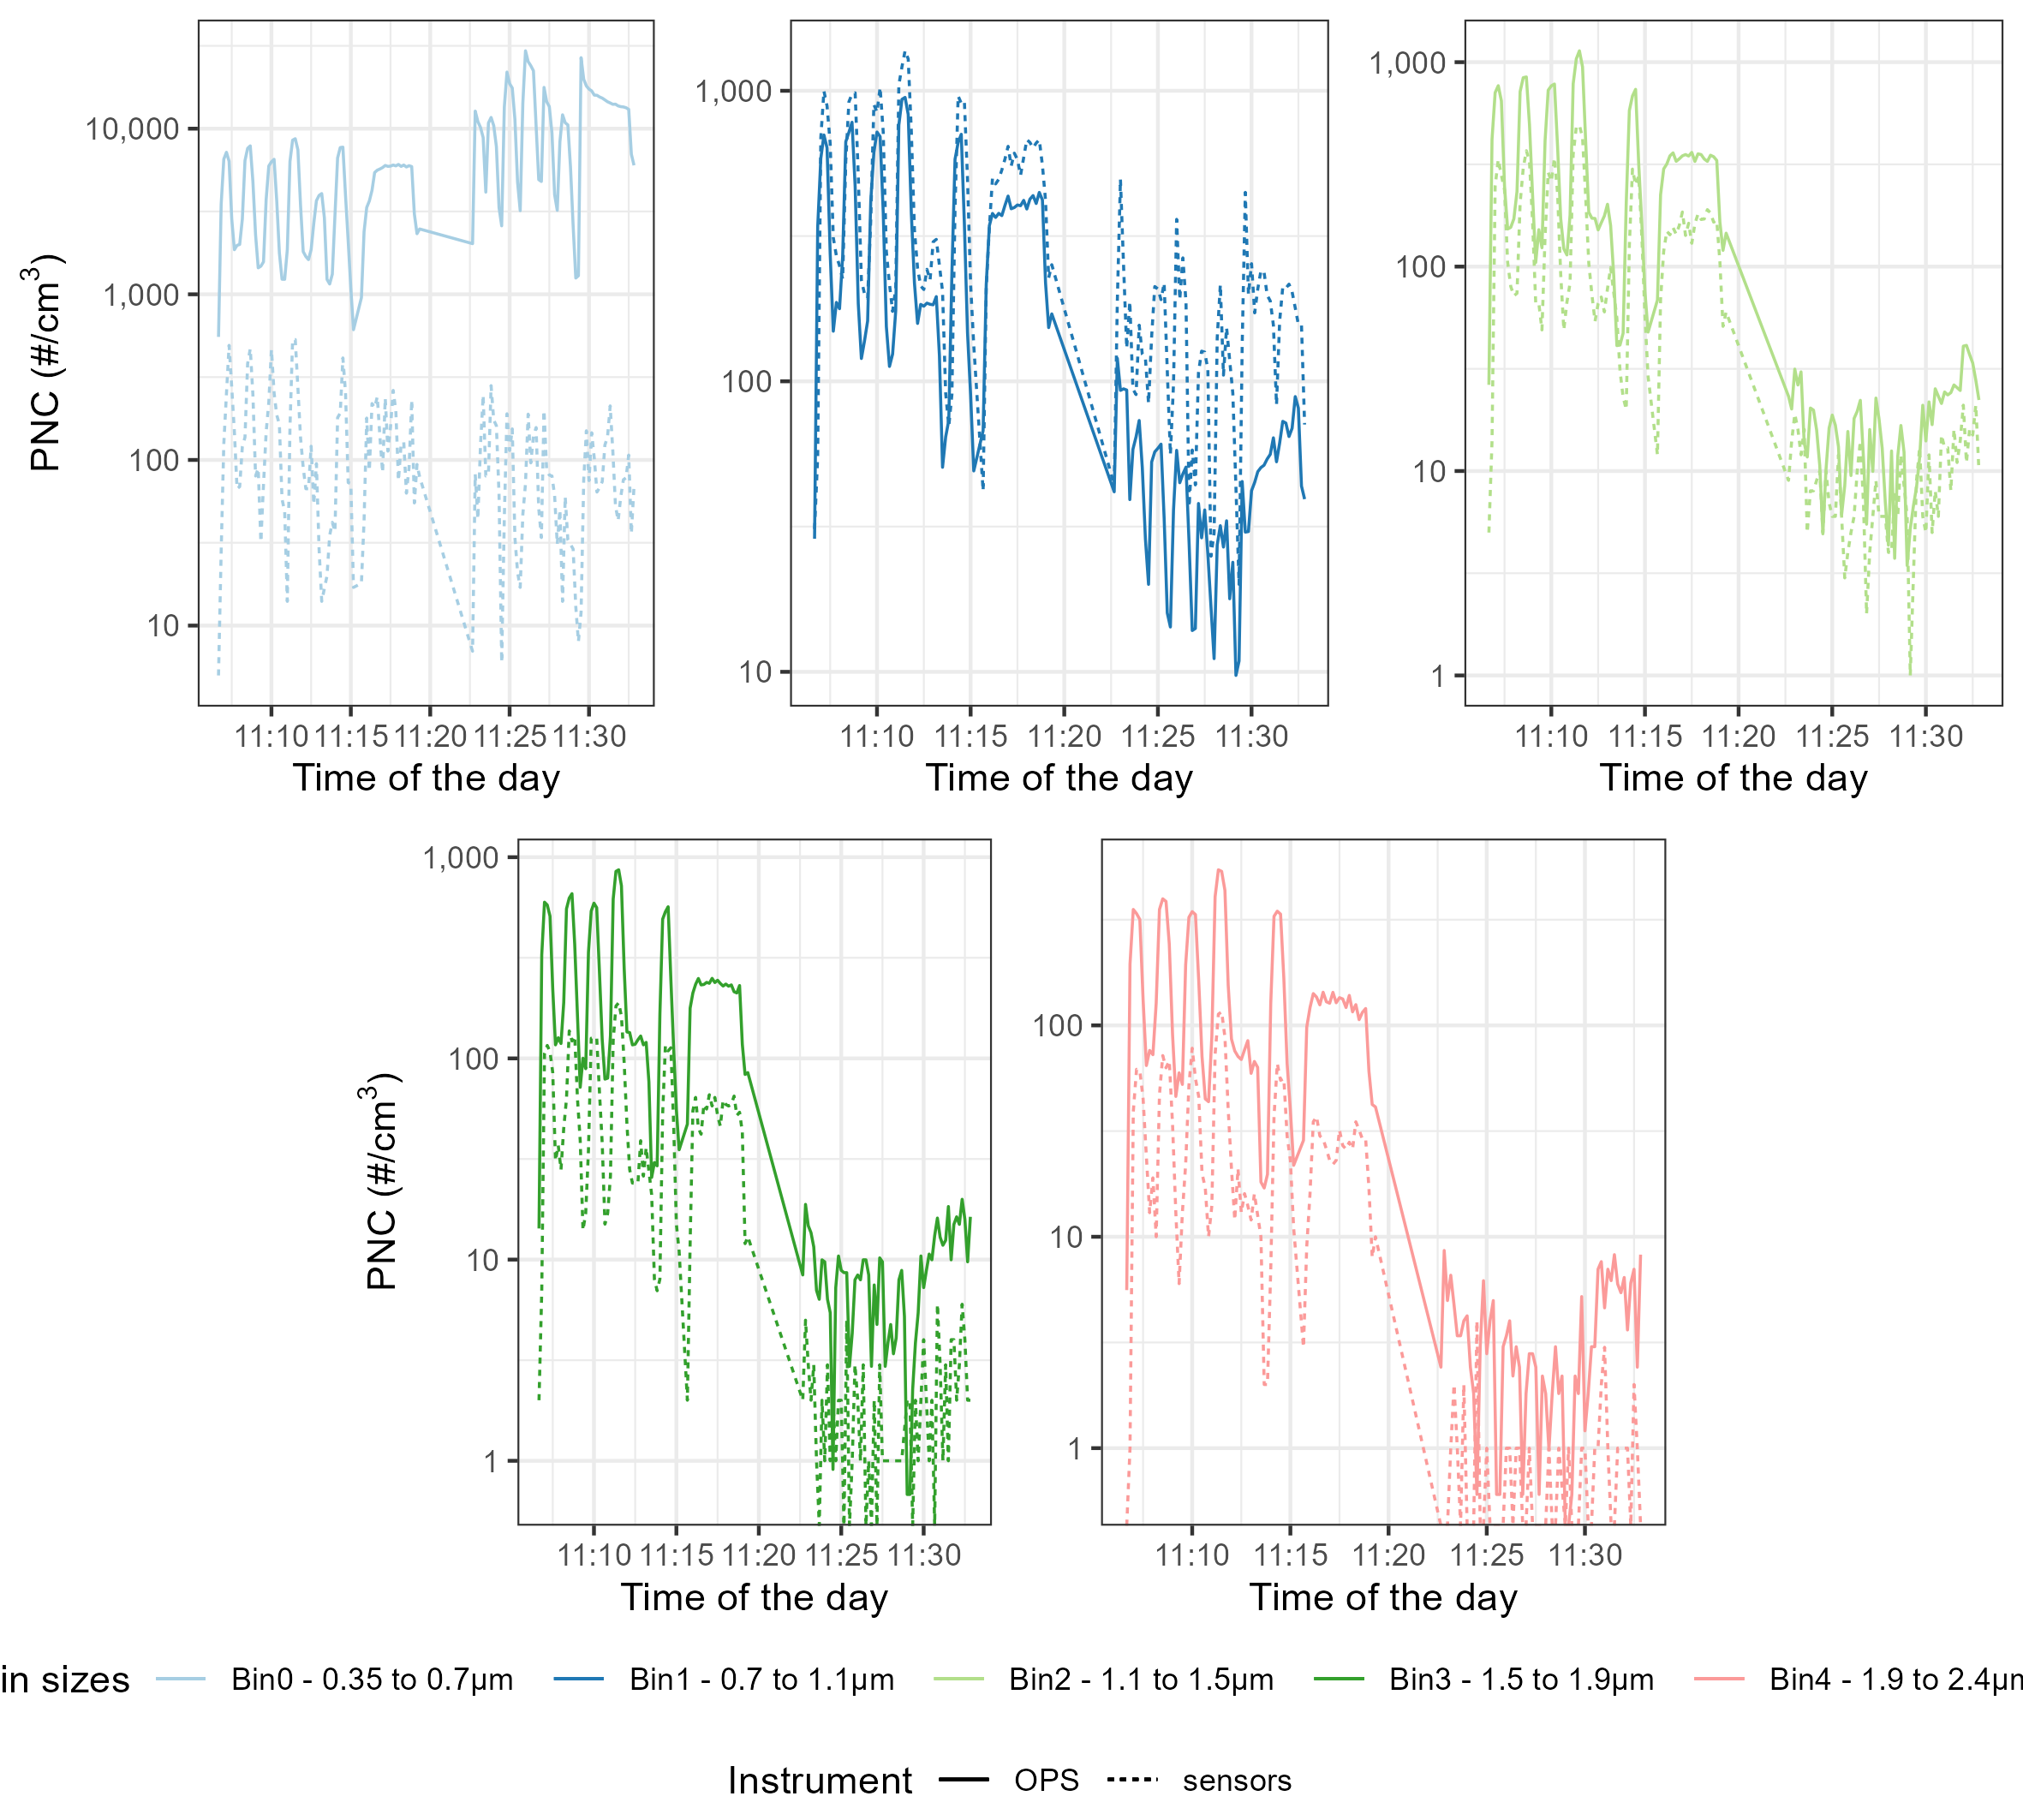 10,000
1,000
100
10
PNC (#/cm³)
11:10 11:15 11:20 11:25 11:30
Time of the day
1,000
100
10
11:10 11:15 11:20 11:25 11:30
Time of the day
1,000
100
10
1
11:10 11:15 11:20 11:25 11:30
Time of the day
1,000
100
10
1
PNC (#/cm³)
11:10 11:15 11:20 11:25 11:30
Time of the day
100
10
1
11:10 11:15 11:20 11:25 11:30
Time of the day
in sizes Bin0 - 0.35 to 0.7µm Bin1 - 0.7 to 1.1µm Bin2 - 1.1 to 1.5µm Bin3 - 1.5 to 1.9µm Bin4 - 1.9 to 2.4µm
Instrument OPS sensors